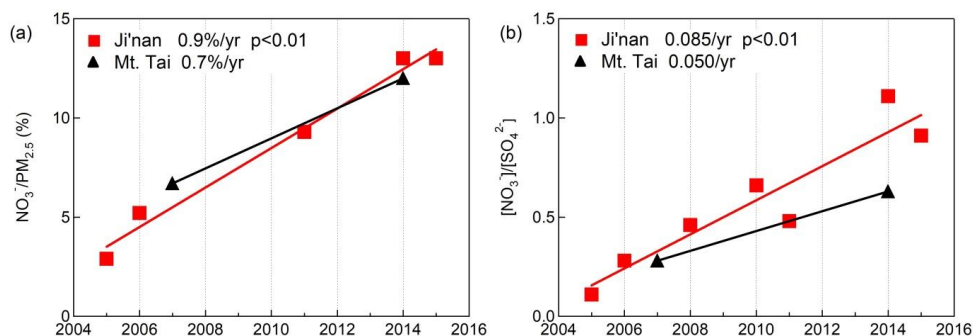 (a)
Ji'nan 0.9%/yr p<0.01
Mt. Tai 0.7%/yr
NO₃⁻/PM₂.₅ (%)
15
10
5
0
2004 2006 2008 2010 2012 2014 2016
(b)
Ji'nan 0.085/yr p<0.01
Mt. Tai 0.050/yr
[NO₃⁻]/[SO₄²⁻]
1.5
1.0
0.5
0.0
2004 2006 2008 2010 2012 2014 2016